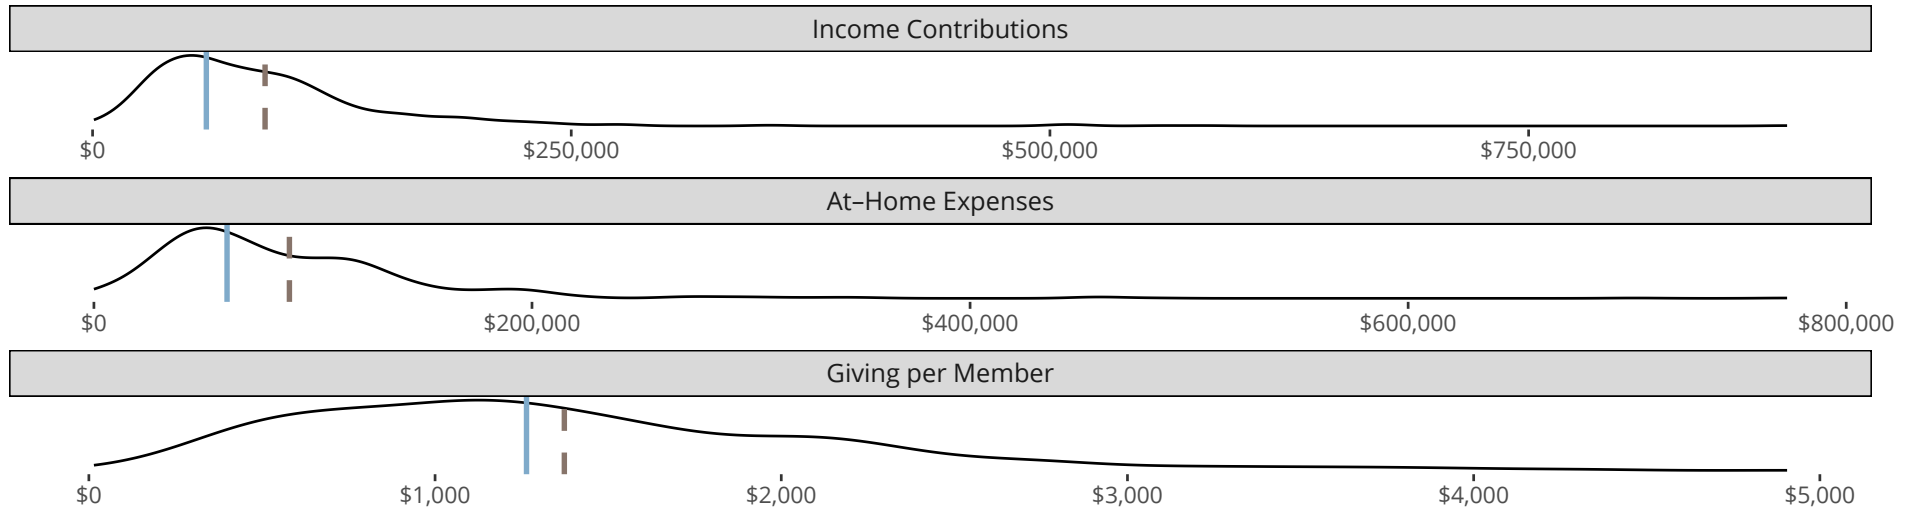 Income Contributions
$0 $250,000 $500,000 $750,000
At–Home Expenses
$0 $200,000 $400,000 $600,000 $800,000
Giving per Member
$0 $1,000 $2,000 $3,000 $4,000 $5,000